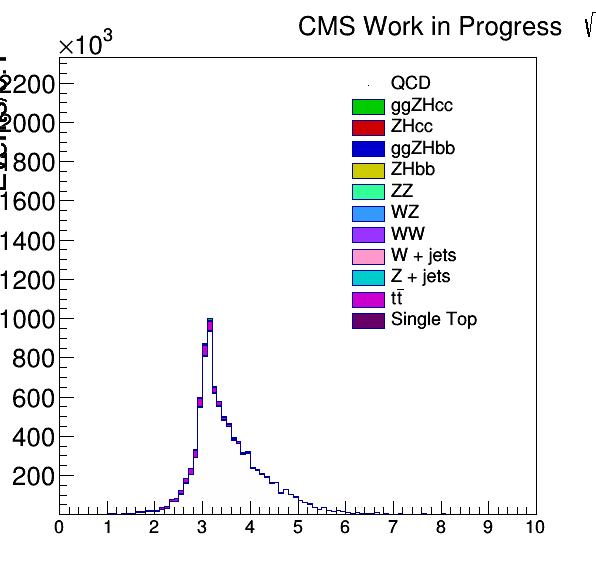 CMS Work in Progress √
×10³
2200
2000
1800
1600
1400
1200
1000
800
600
400
200
0 1 2 3 4 5 6 7 8 9 10
QCD
ggZHcc
ZHcc
ggZHbb
ZHbb
ZZ
WZ
WW
W + jets
Z + jets
tt̄
Single Top